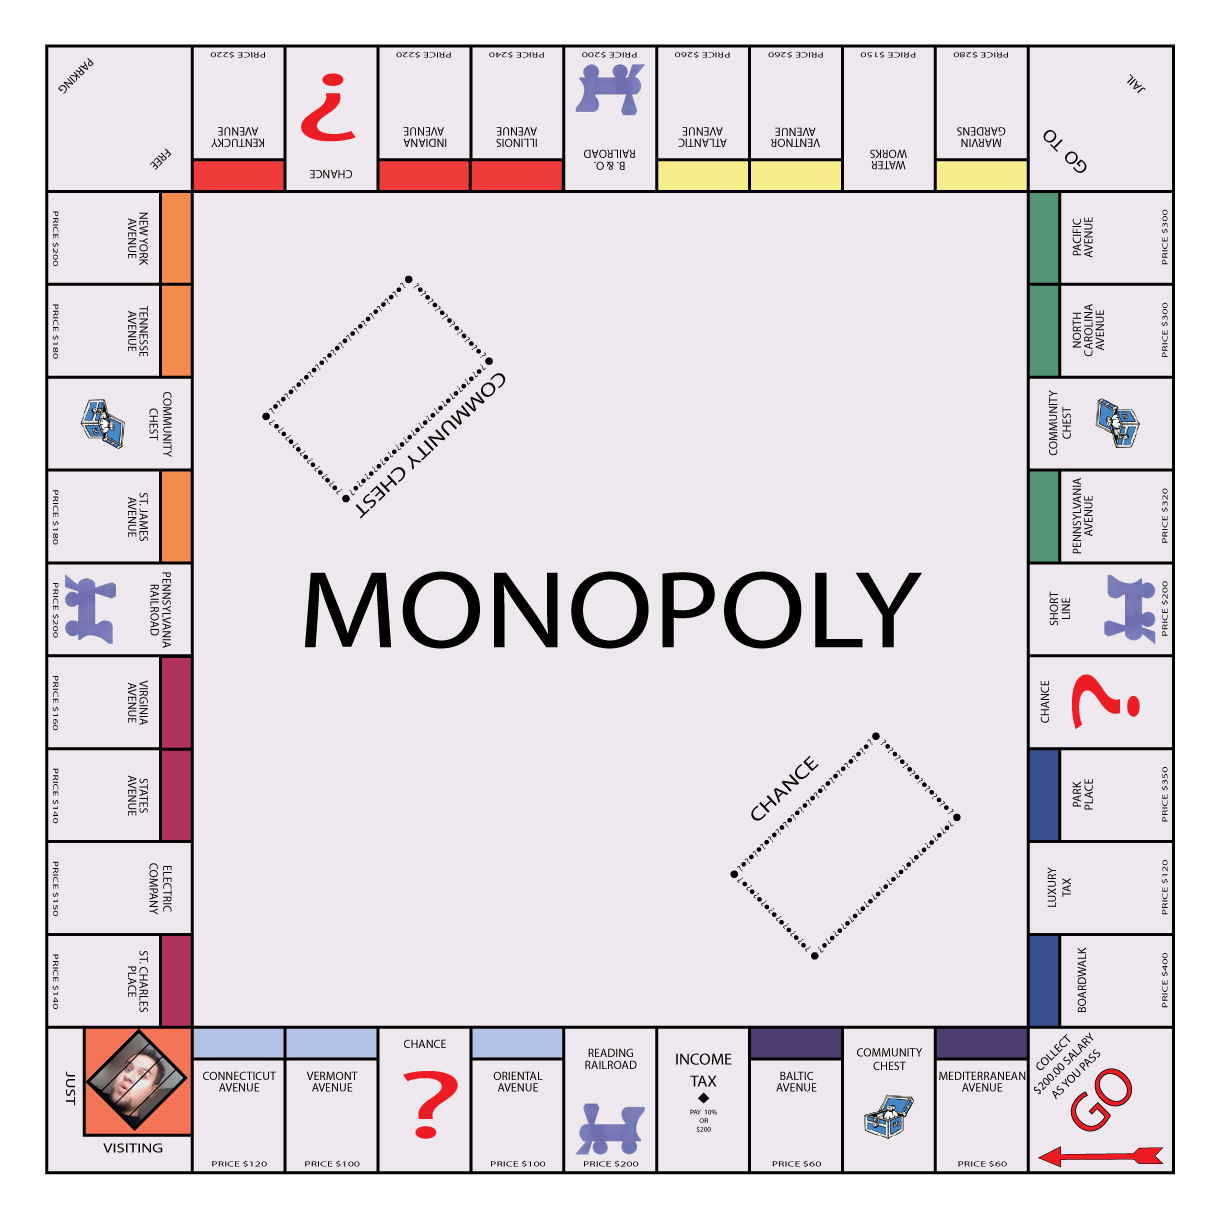 PARKING
FREE
PRICE $220
KENTUCKY
AVENUE
?
CHANCE
PRICE $220
INDIANA
AVENUE
PRICE $240
ILLINOIS
AVENUE
PRICE $200
B. & O.
RAILROAD
PRICE $260
ATLANTIC
AVENUE
PRICE $260
VENTNOR
AVENUE
PRICE $150
WATER
WORKS
PRICE $280
MARVIN
GARDENS
GO TO
JAIL
NEW YORK
AVENUE
PRICE $200
TENNESSE
AVENUE
PRICE $180
COMMUNITY
CHEST
ST. JAMES
AVENUE
PRICE $180
PENNSYLVANIA
RAILROAD
PRICE $200
VIRGINIA
AVENUE
PRICE $160
STATES
AVENUE
PRICE $140
ELECTRIC
COMPANY
PRICE $150
ST. CHARLES
PLACE
PRICE $140
COMMUNITY CHEST
MONOPOLY
CHANCE
PACIFIC
AVENUE
PRICE $300
NORTH
CAROLINA
AVENUE
PRICE $300
COMMUNITY
CHEST
PENNSYLVANIA
AVENUE
PRICE $320
SHORT
LINE
PRICE $200
CHANCE
?
PARK
PLACE
PRICE $350
LUXURY
TAX
PRICE $120
BOARDWALK
PRICE $400
JUST
VISITING
CONNECTICUT
AVENUE
PRICE $120
VERMONT
AVENUE
PRICE $100
CHANCE
?
ORIENTAL
AVENUE
PRICE $100
READING
RAILROAD
PRICE $200
INCOME
TAX
PAY 10%
OR
$200
BALTIC
AVENUE
PRICE $60
COMMUNITY
CHEST
MEDITERRANEAN
AVENUE
PRICE $60
COLLECT
$200.00 SALARY
AS YOU PASS
GO